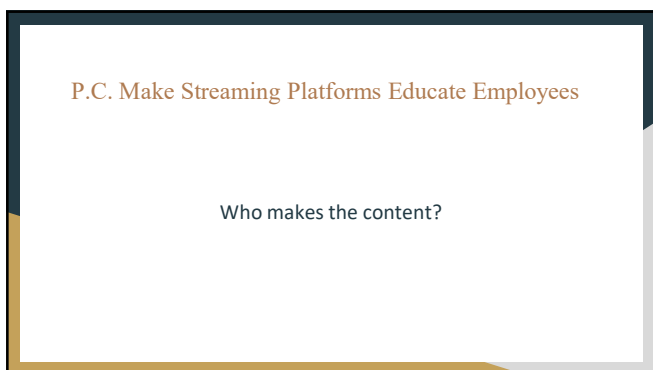 P.C. Make Streaming Platforms Educate Employees
Who makes the content?